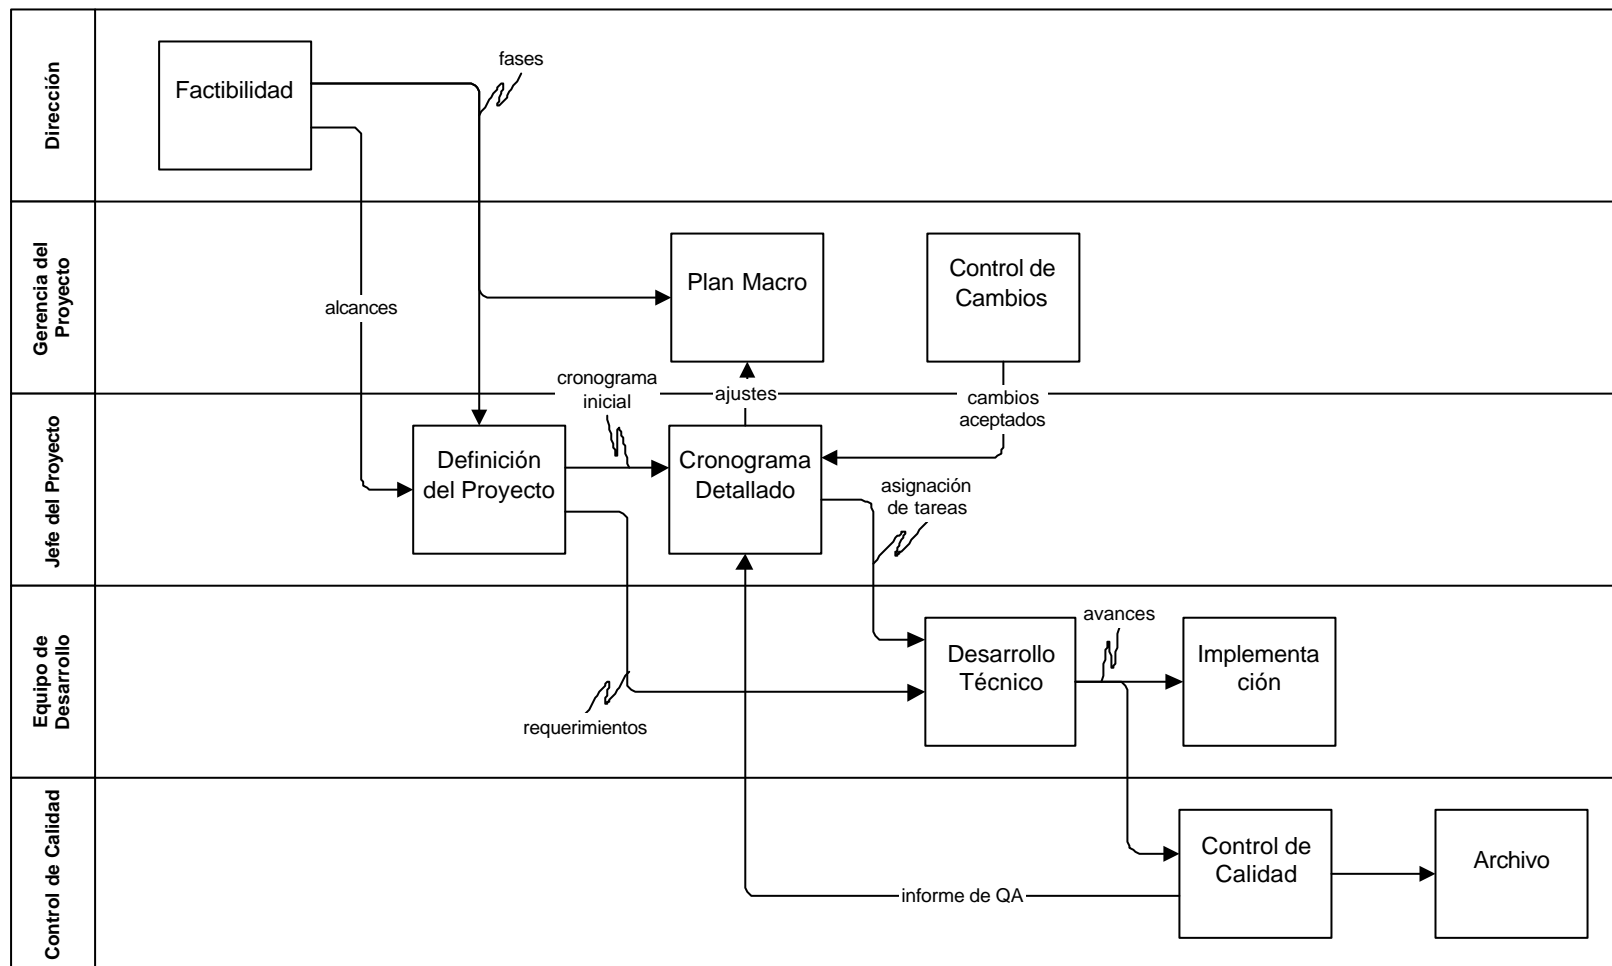 Dirección
Factibilidad
fases
Gerencia del
Proyecto
alcances
Plan Macro
Control de
Cambios
Jefe del Proyecto
cronograma
inicial
ajustes
cambios
aceptados
Definición
del Proyecto
Cronograma
Detallado
asignación
de tareas
Equipo de
Desarrollo
requerimientos
Desarrollo
Técnico
avances
Implementa
ción
Control de Calidad
informe de QA
Control de
Calidad
Archivo